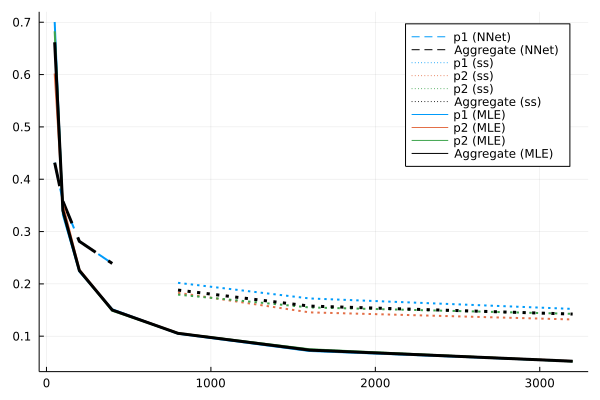 0.7
0.6
0.5
0.4
0.3
0.2
0.1
0
1000
2000
3000
p1 (NNet)
Aggregate (NNet)
p1 (ss)
p2 (ss)
p2 (ss)
Aggregate (ss)
p1 (MLE)
p2 (MLE)
p2 (MLE)
Aggregate (MLE)